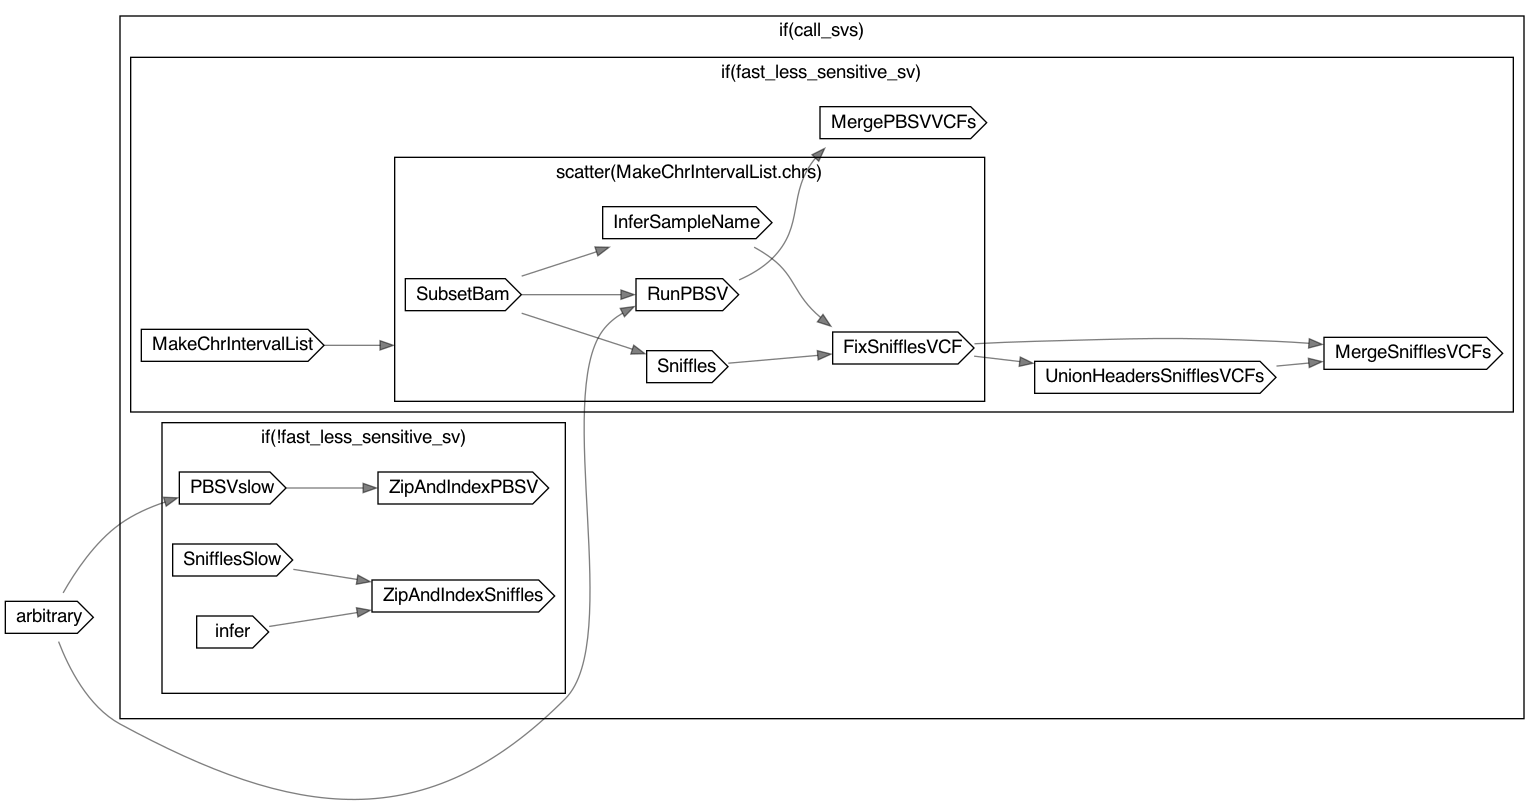 if(call_svs)
if(fast_less_sensitive_sv)
MergePBSVVCFs
scatter(MakeChrIntervalList.chrs)
InferSampleName
SubsetBam
RunPBSV
MakeChrIntervalList
FixSnifflesVCF
MergeSnifflesVCFs
Sniffles
UnionHeadersSnifflesVCFs
if(!fast_less_sensitive_sv)
PBSVslow
ZipAndIndexPBSV
SnifflesSlow
ZipAndIndexSniffles
arbitrary
infer